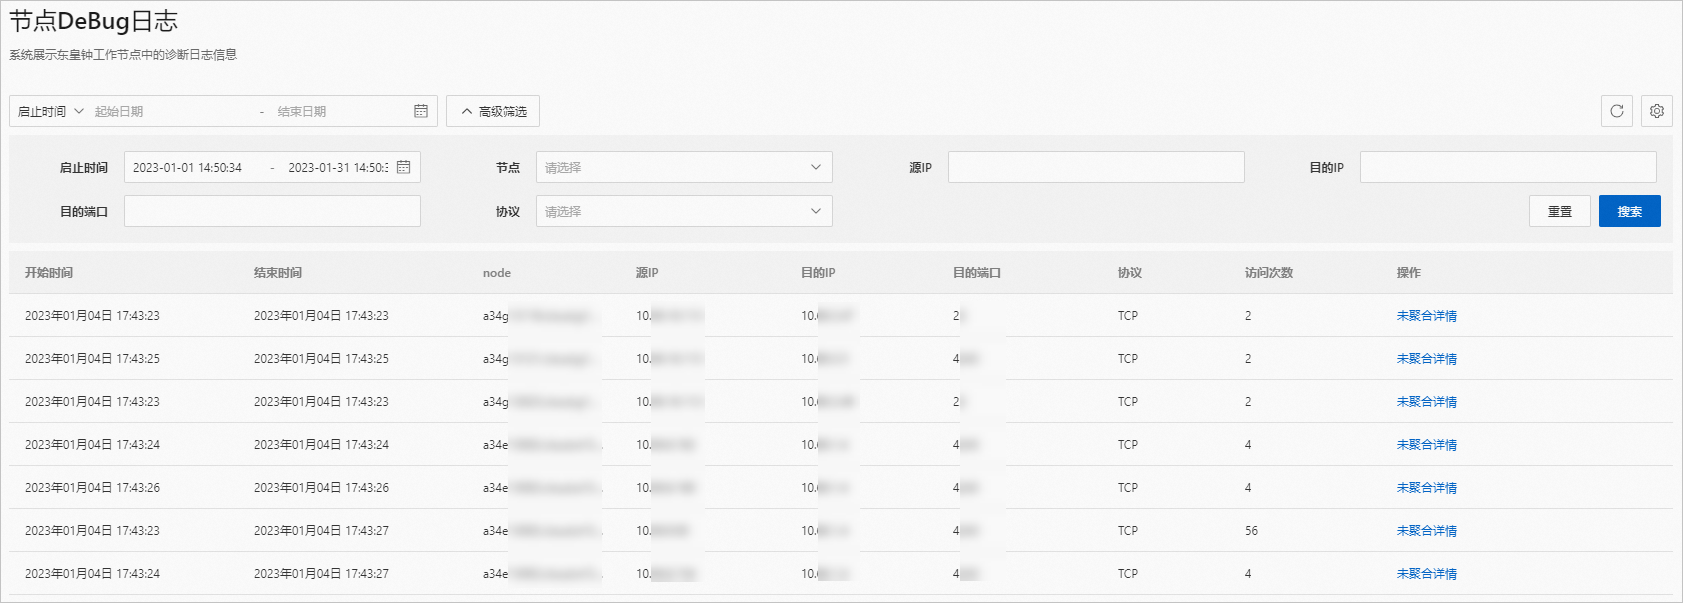 节点DeBug日志
系统展示东皇钟工作节点中的诊断日志信息
启止时间 起始日期 - 结束日期 高级筛选
启止时间 2023-01-01 14:50:34 - 2023-01-31 14:50:3 节点 请选择 源IP 目的IP
目的端口 协议 请选择 重置 搜索
开始时间 结束时间 node 源IP 目的IP 目的端口 协议 访问次数 操作
2023年01月04日 17:43:23 2023年01月04日 17:43:23 a34g 10. 10. 2 TCP 2 未聚合详情
2023年01月04日 17:43:25 2023年01月04日 17:43:25 a34g 10. 10. 4 TCP 2 未聚合详情
2023年01月04日 17:43:23 2023年01月04日 17:43:23 a34g 10. 10. 2 TCP 2 未聚合详情
2023年01月04日 17:43:24 2023年01月04日 17:43:24 a34e 10. 10. 4 TCP 4 未聚合详情
2023年01月04日 17:43:26 2023年01月04日 17:43:26 a34e 10. 10. 4 TCP 4 未聚合详情
2023年01月04日 17:43:23 2023年01月04日 17:43:27 a34e 10. 10. 4 TCP 56 未聚合详情
2023年01月04日 17:43:24 2023年01月04日 17:43:27 a34e 10. 10. 4 TCP 4 未聚合详情